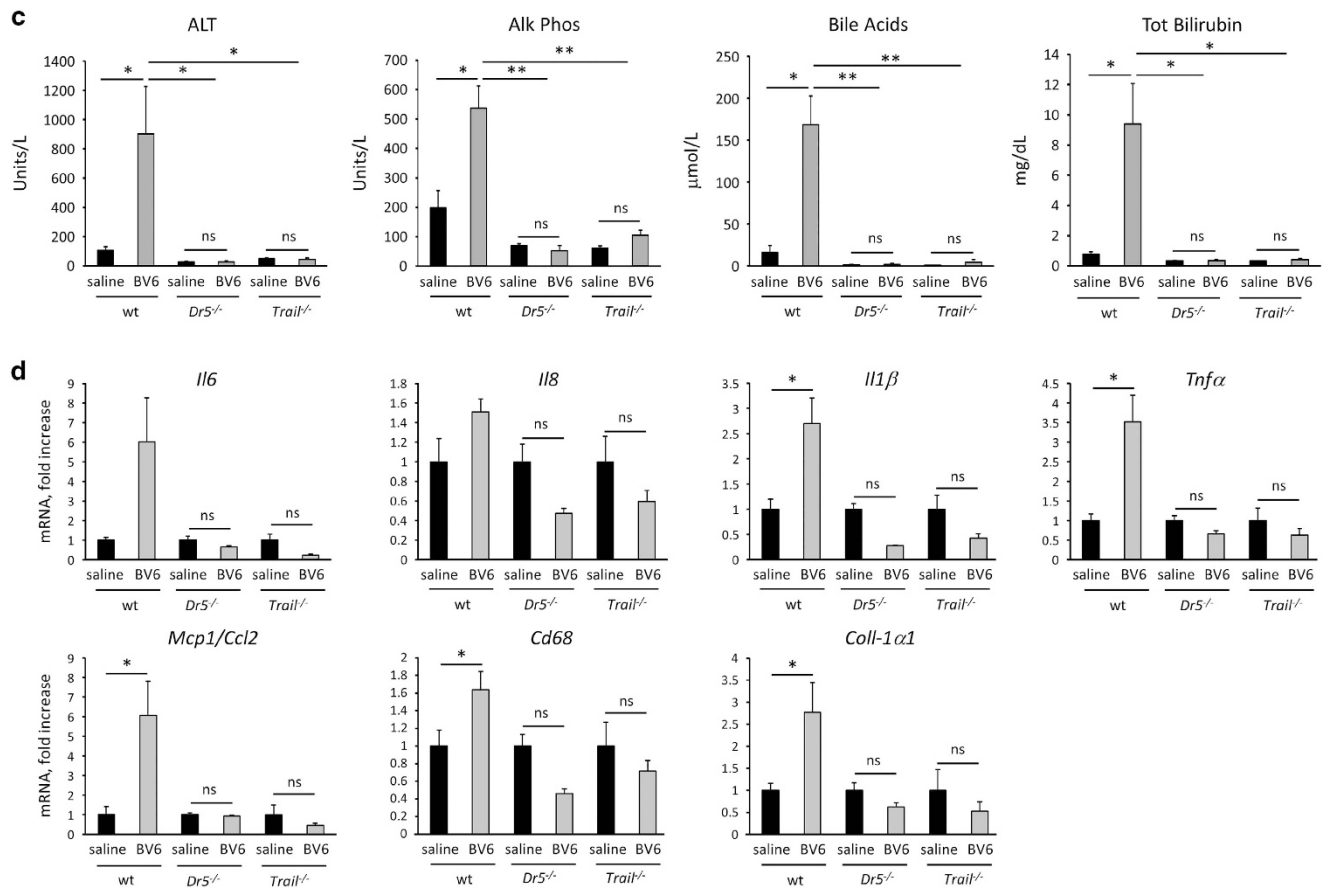 c
ALT
Units/L
1400
1200
1000
800
600
400
200
0
* * *
ns ns
saline BV6 saline BV6 saline BV6
wt Dr5-/- Trail-/-
Alk Phos
Units/L
700
600
500
400
300
200
100
0
* ** **
ns ns
saline BV6 saline BV6 saline BV6
wt Dr5-/- Trail-/-
Bile Acids
μmol/L
250
200
150
100
50
0
* ** **
ns ns
saline BV6 saline BV6 saline BV6
wt Dr5-/- Trail-/-
Tot Bilirubin
mg/dL
14
12
10
8
6
4
2
0
* * *
ns ns
saline BV6 saline BV6 saline BV6
wt Dr5-/- Trail-/-
d
Il6
mRNA, fold increase
9
8
7
6
5
4
3
2
1
0
ns ns
saline BV6 saline BV6 saline BV6
wt Dr5-/- Trail-/-
Il8
1.8
1.6
1.4
1.2
1
0.8
0.6
0.4
0.2
0
ns ns
saline BV6 saline BV6 saline BV6
wt Dr5-/- Trail-/-
Il1β
3.5
3
2.5
2
1.5
1
0.5
0
*
ns ns
saline BV6 saline BV6 saline BV6
wt Dr5-/- Trail-/-
Tnfα
4.5
4
3.5
3
2.5
2
1.5
1
0.5
0
*
ns ns
saline BV6 saline BV6 saline BV6
wt Dr5-/- Trail-/-
Mcp1/Ccl2
mRNA, fold increase
9
8
7
6
5
4
3
2
1
0
*
ns ns
saline BV6 saline BV6 saline BV6
wt Dr5-/- Trail-/-
Cd68
2
1.8
1.6
1.4
1.2
1
0.8
0.6
0.4
0.2
0
*
ns ns
saline BV6 saline BV6 saline BV6
wt Dr5-/- Trail-/-
Coll-1α1
4
3.5
3
2.5
2
1.5
1
0.5
0
*
ns ns
saline BV6 saline BV6 saline BV6
wt Dr5-/- Trail-/-